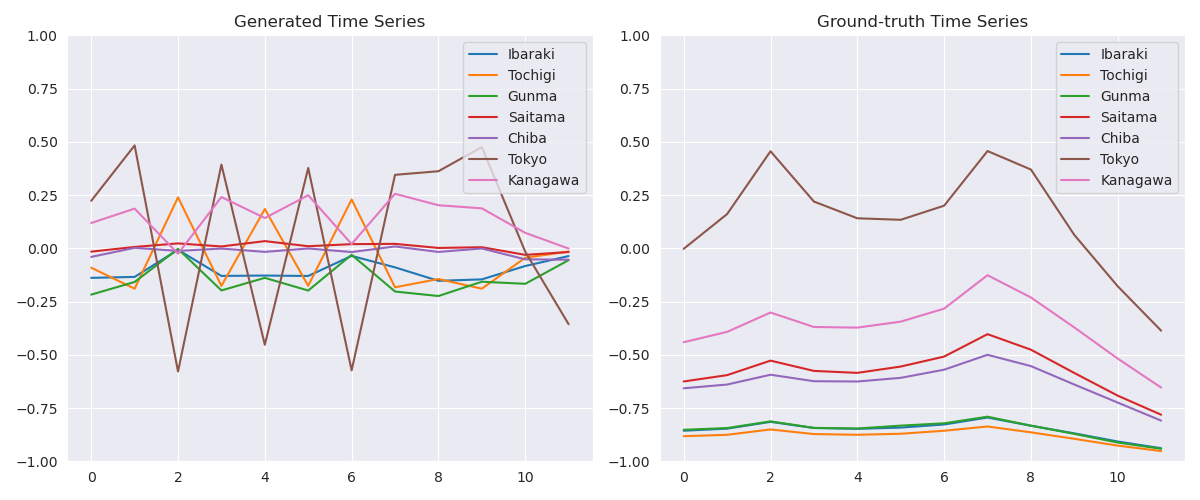 Generated Time Series
1.00
0.75
0.50
0.25
0.00
−0.25
−0.50
−0.75
−1.00
0 2 4 6 8 10
Ibaraki
Tochigi
Gunma
Saitama
Chiba
Tokyo
Kanagawa
Ground-truth Time Series
1.00
0.75
0.50
0.25
0.00
−0.25
−0.50
−0.75
−1.00
0 2 4 6 8 10
Ibaraki
Tochigi
Gunma
Saitama
Chiba
Tokyo
Kanagawa